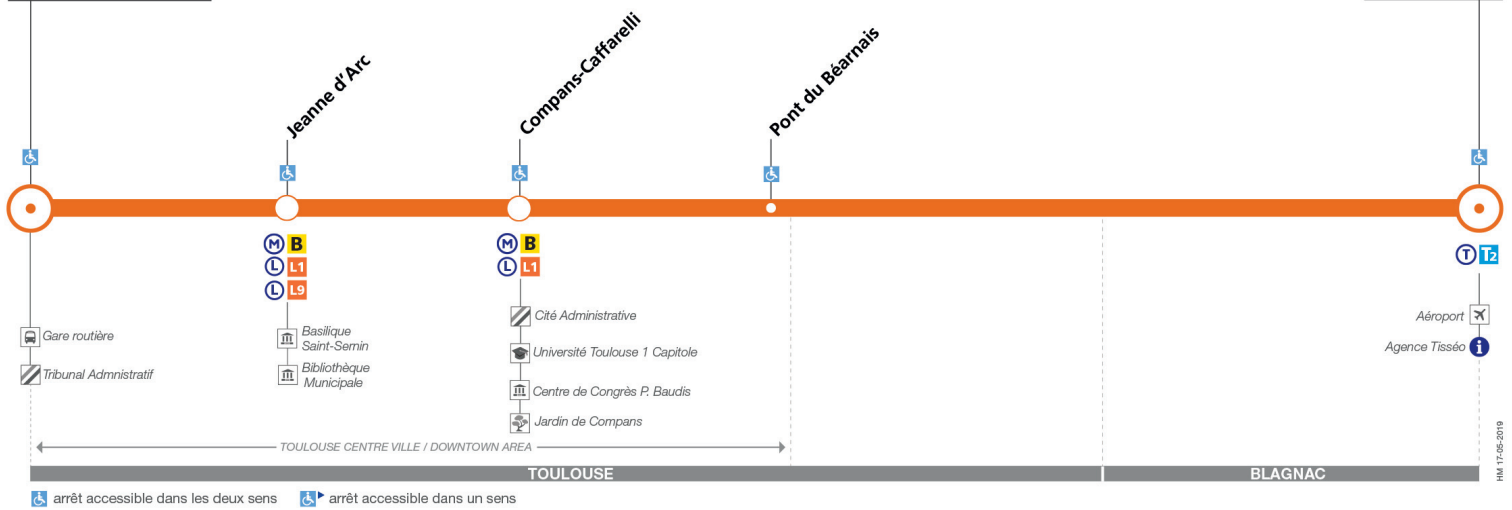 Jeanne d'Arc
Compans-Caffarelli
Pont du Béarnais
M B
L L1
L L9
M B
L L1
T T2
Gare routière
Tribunal Admnistratif
Basilique
Saint-Sernin
Bibliothèque
Municipale
Cité Administrative
Université Toulouse 1 Capitole
Centre de Congrès P. Baudis
Jardin de Compans
Aéroport
Agence Tisséo
i
TOULOUSE CENTRE VILLE / DOWNTOWN AREA
TOULOUSE
BLAGNAC
arrêt accessible dans les deux sens
arrêt accessible dans un sens
HM 17-05-2019